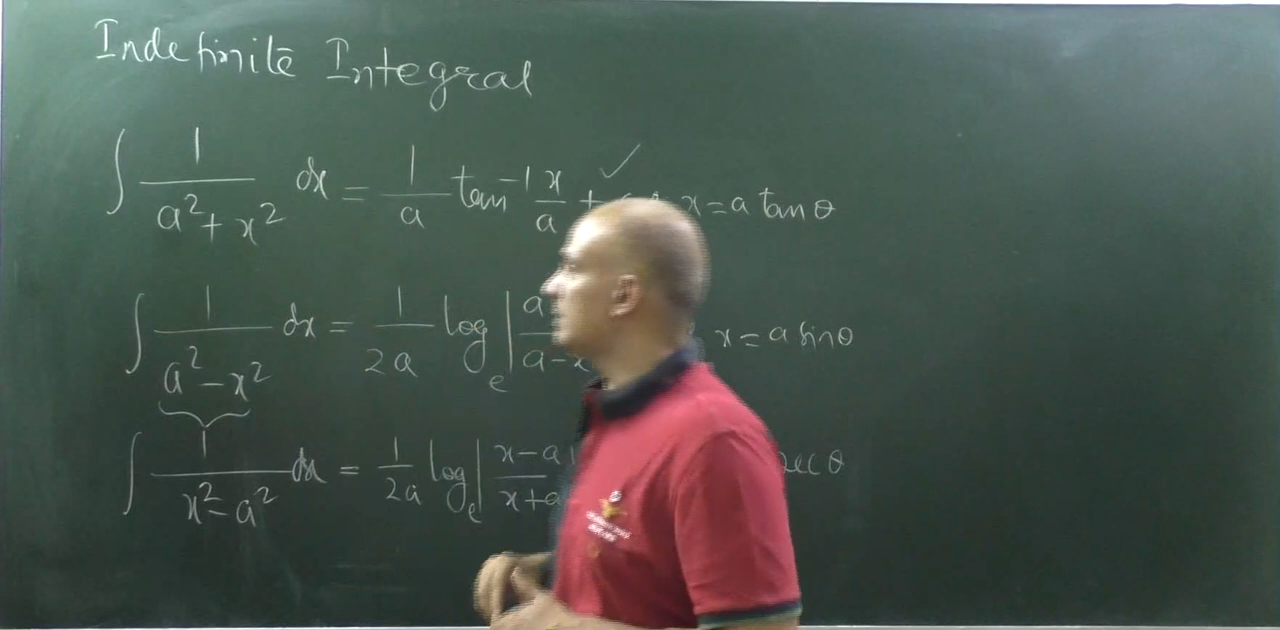 Indefinite Integral
∫ 1/(a² + x²) dx = 1/a tan⁻¹ x/a + x = a tan θ
∫ 1/(a² − x²) dx = 1/2a logₑ | a / a − x x = a sin θ
∫ 1/(x² − a²) dx = 1/2a logₑ | x − a / x + a sec θ